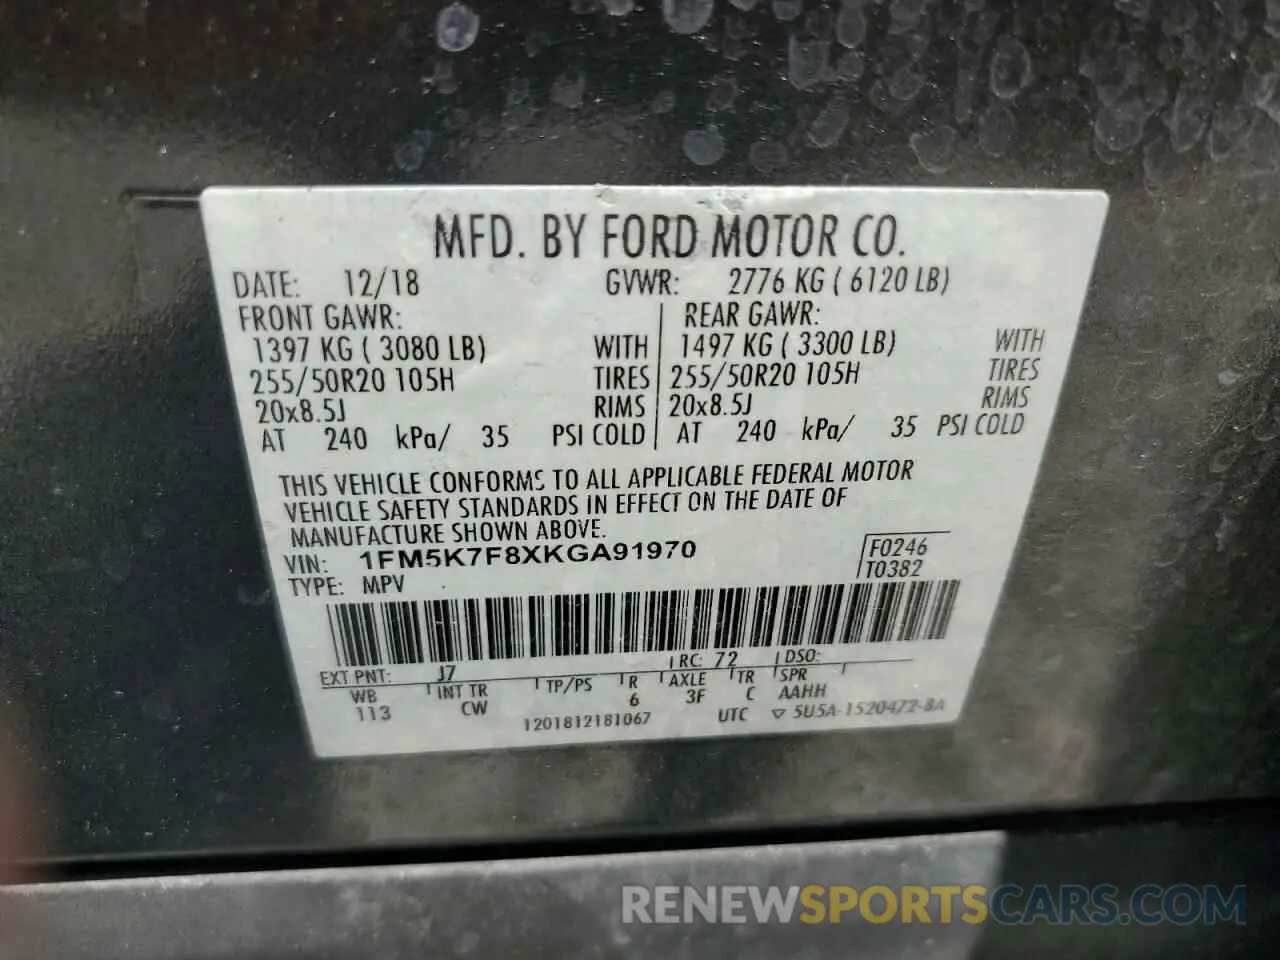 MFD. BY FORD MOTOR CO.
DATE: 12/18 GVWR: 2776 KG ( 6120 LB)
FRONT GAWR: REAR GAWR:
1397 KG ( 3080 LB) WITH 1497 KG ( 3300 LB) WITH
255/50R20 105H TIRES 255/50R20 105H TIRES
20x8.5J RIMS 20x8.5J RIMS
AT 240 kPa/ 35 PSI COLD AT 240 kPa/ 35 PSI COLD
THIS VEHICLE CONFORMS TO ALL APPLICABLE FEDERAL MOTOR
VEHICLE SAFETY STANDARDS IN EFFECT ON THE DATE OF
MANUFACTURE SHOWN ABOVE.
VIN: 1FM5K7F8XKGA91970 F0246
TYPE: MPV T0382
EXT PNT: J7 RC: 72 DSO:
WB INT TR TP/PS R AXLE TR SPR
113 CW 6 3F C AAHH
1201812181067 UTC ▽ 5U5A-1520472-BA
RENEWSPORTSCARS.COM